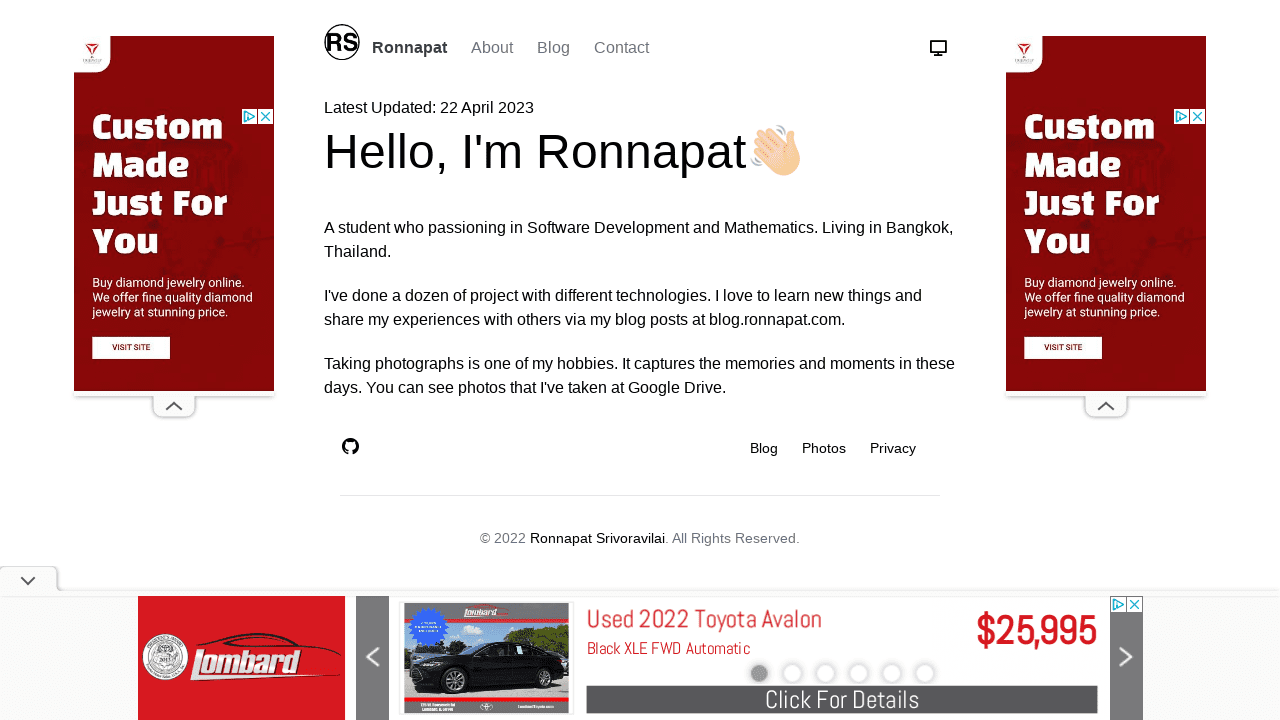 RS
Ronnapat
About
Blog
Contact
Latest Updated: 22 April 2023
Hello, I'm Ronnapat
A student who passioning in Software Development and Mathematics. Living in Bangkok,
Thailand.
I've done a dozen of project with different technologies. I love to learn new things and
share my experiences with others via my blog posts at blog.ronnapat.com.
Taking photographs is one of my hobbies. It captures the memories and moments in these
days. You can see photos that I've taken at Google Drive.
Blog
Photos
Privacy
© 2022 Ronnapat Srivoravilai. All Rights Reserved.
Custom
Made
Just For
You
Buy diamond jewelry online.
We offer fine quality diamond
jewelry at stunning price.
VISIT SITE
Custom
Made
Just For
You
Buy diamond jewelry online.
We offer fine quality diamond
jewelry at stunning price.
VISIT SITE
Lombard
Lombard
Used 2022 Toyota Avalon
Black XLE FWD Automatic
$25,995
Click For Details